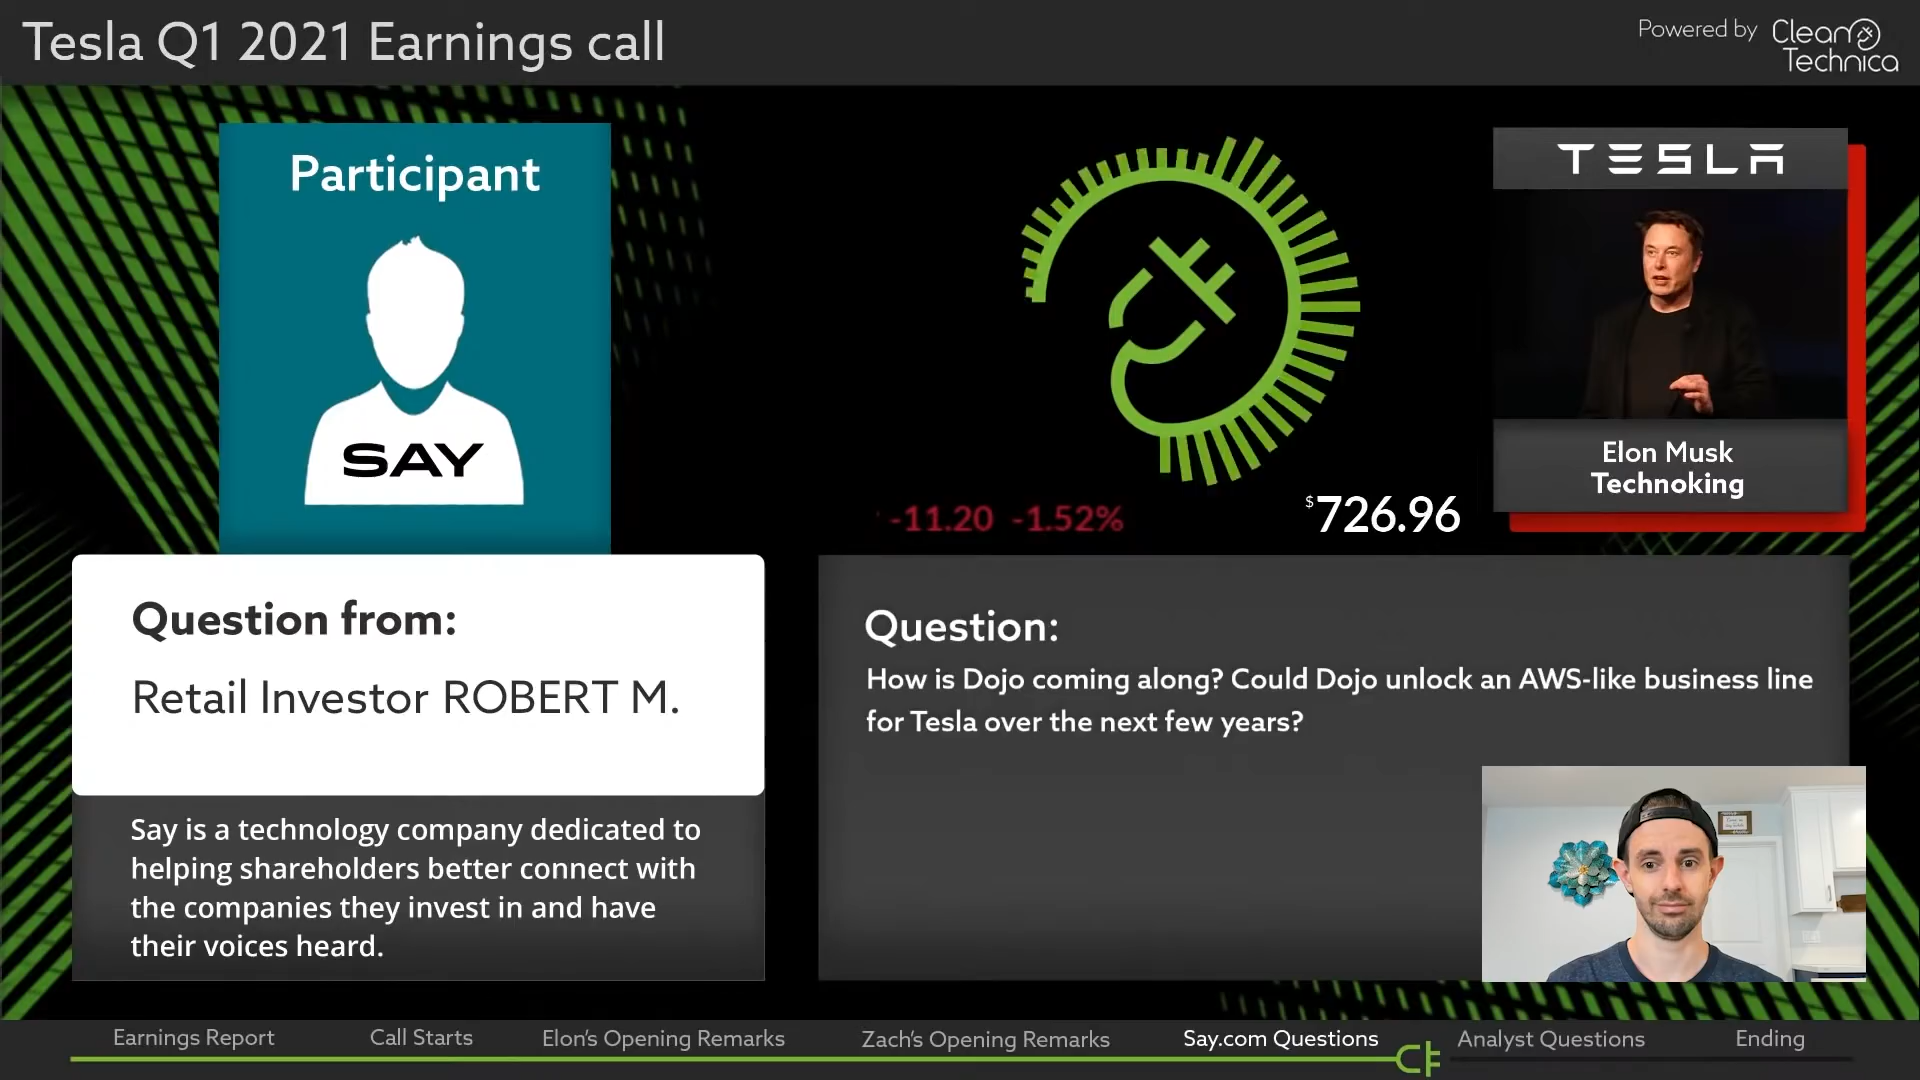 Tesla Q1 2021 Earnings call
Powered by
Clean
Technica
Participant
SAY
TESLA
Elon Musk
Technoking
-11.20 -1.52%
$726.96
Question from:
Retail Investor ROBERT M.
Say is a technology company dedicated to
helping shareholders better connect with
the companies they invest in and have
their voices heard.
Question:
How is Dojo coming along? Could Dojo unlock an AWS-like business line
for Tesla over the next few years?
Earnings Report
Call Starts
Elon's Opening Remarks
Zach's Opening Remarks
Say.com Questions
Analyst Questions
Ending